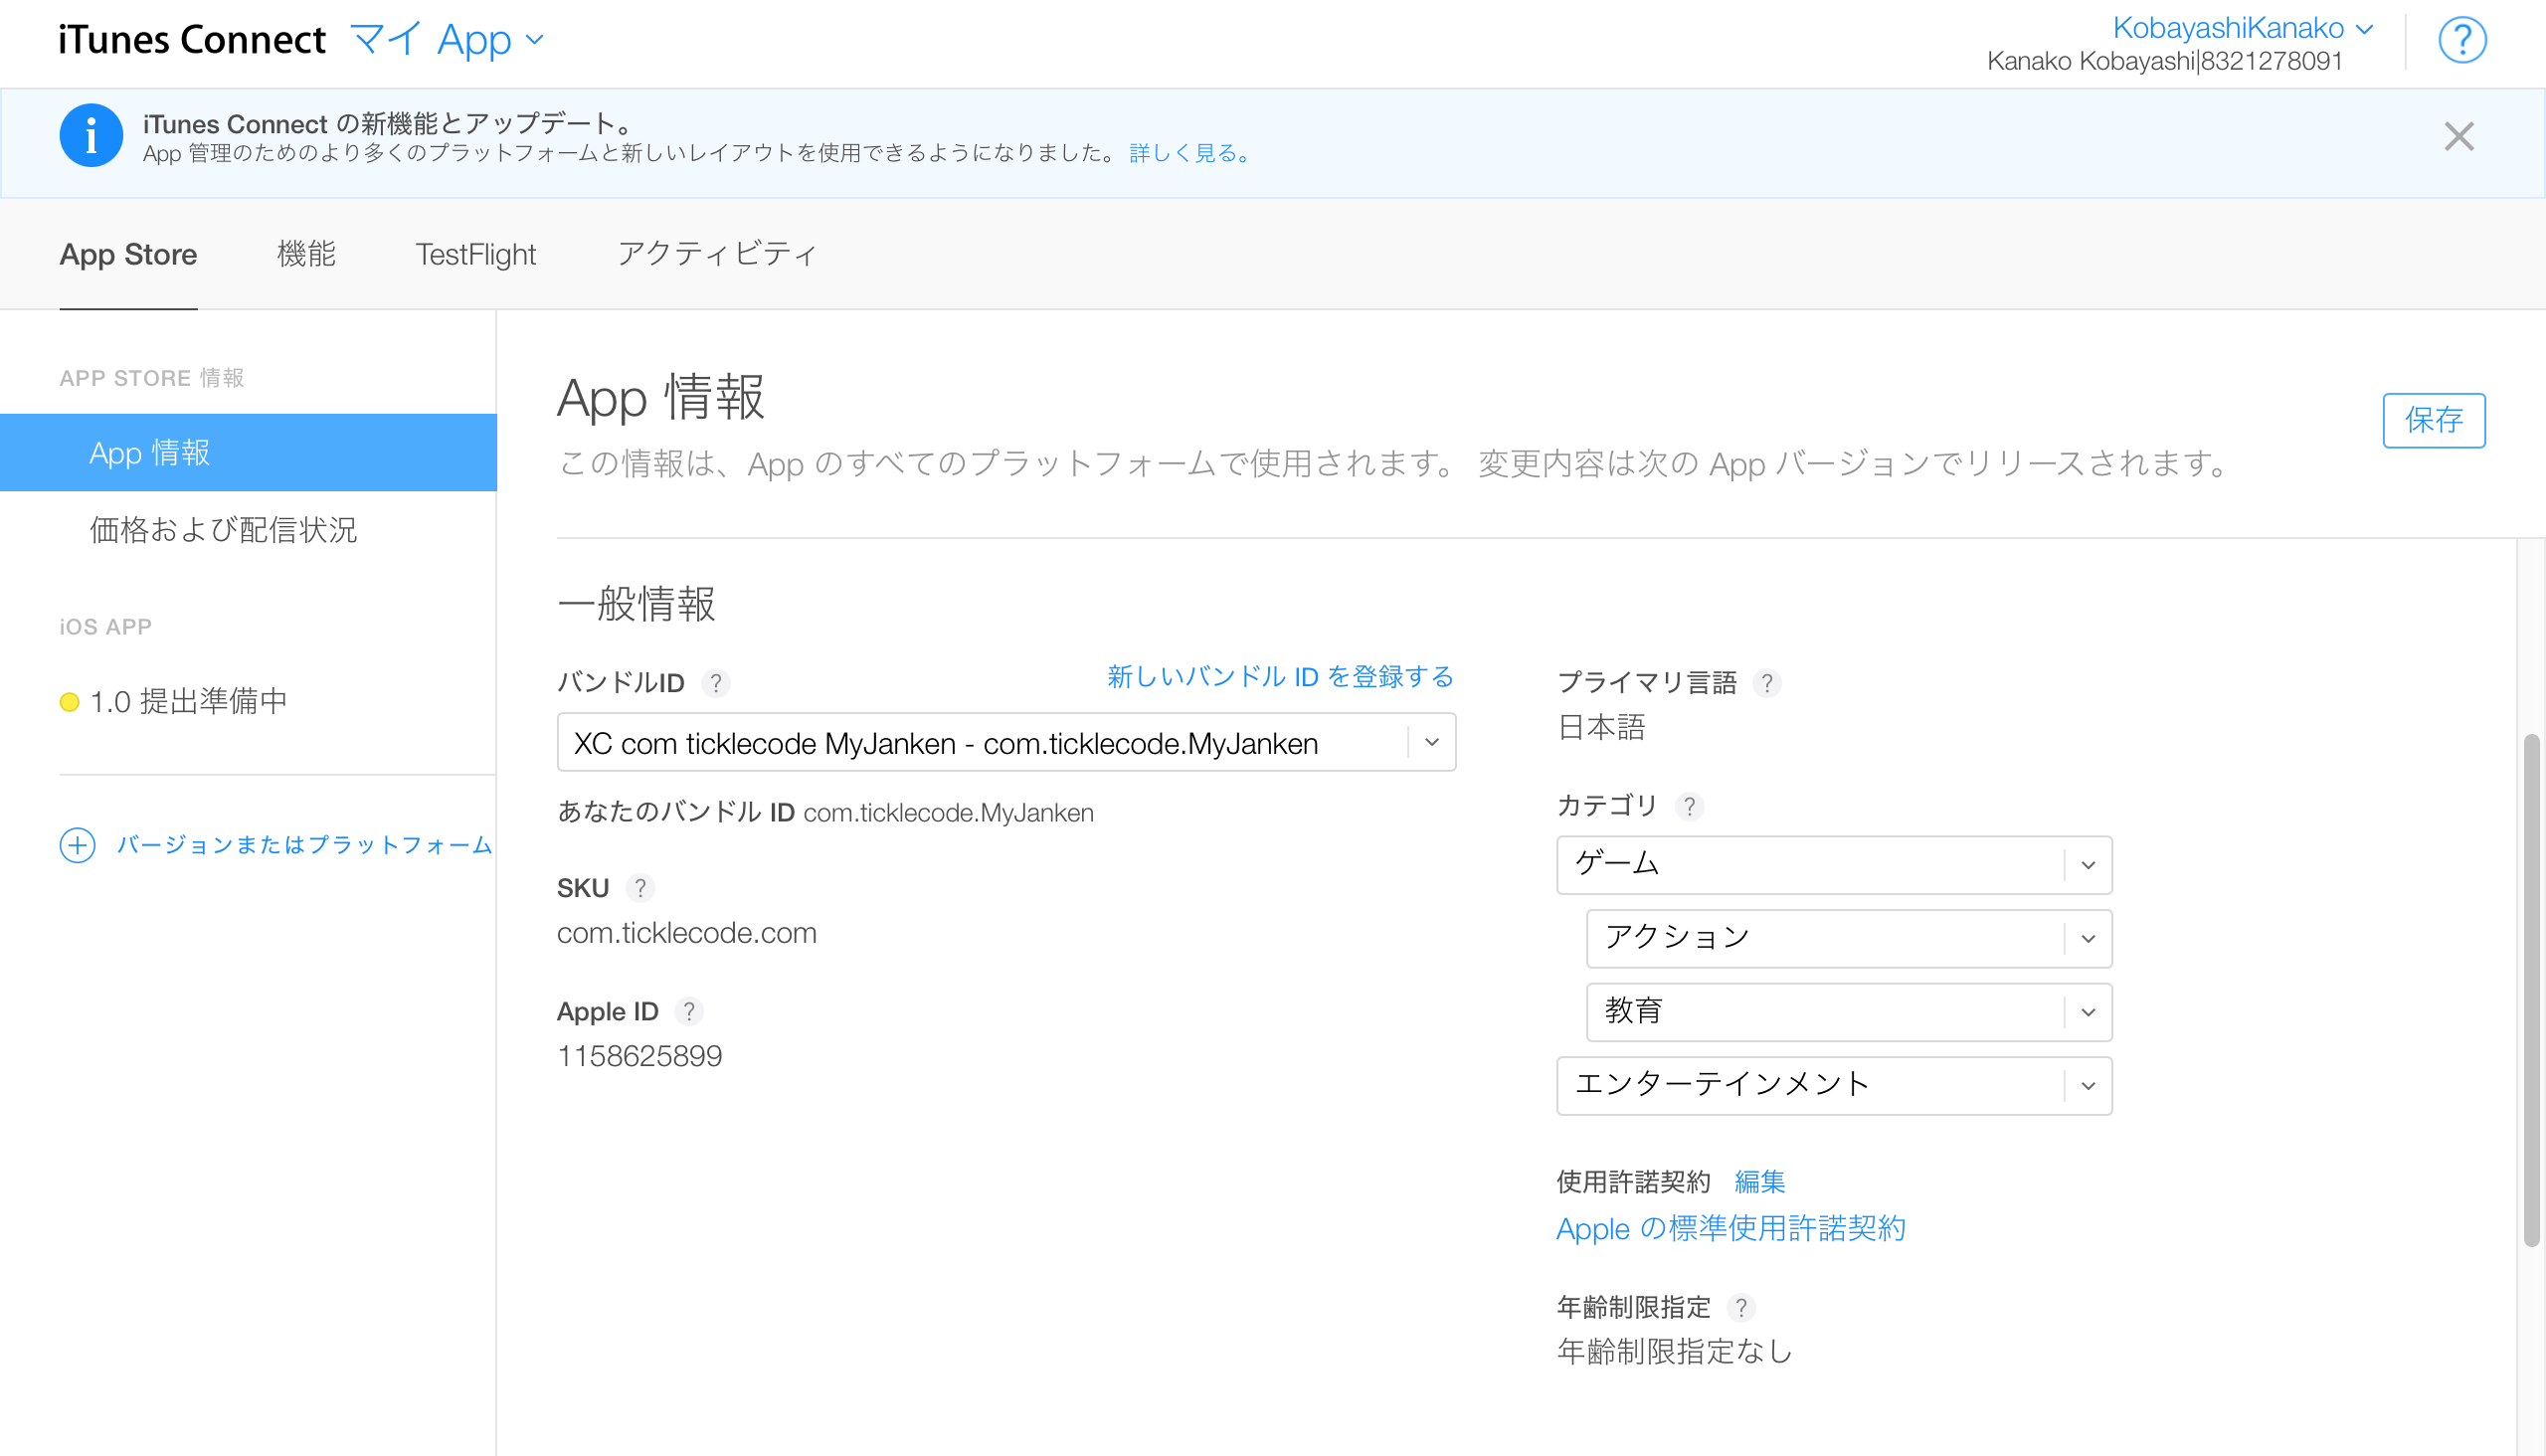 iTunes Connect マイ App
KobayashiKanako
Kanako Kobayashi|8321278091
?
iTunes Connect の新機能とアップデート。
App 管理のためのより多くのプラットフォームと新しいレイアウトを使用できるようになりました。 詳しく見る。
App Store 機能 TestFlight アクティビティ
APP STORE 情報
App 情報
価格および配信状況
iOS APP
1.0 提出準備中
バージョンまたはプラットフォーム
App 情報
保存
この情報は、App のすべてのプラットフォームで使用されます。 変更内容は次の App バージョンでリリースされます。
一般情報
バンドルID ? 新しいバンドル ID を登録する
XC com ticklecode MyJanken - com.ticklecode.MyJanken
あなたのバンドル ID com.ticklecode.MyJanken
SKU ?
com.ticklecode.com
Apple ID ?
1158625899
プライマリ言語 ?
日本語
カテゴリ ?
ゲーム
アクション
教育
エンターテインメント
使用許諾契約 編集
Apple の標準使用許諾契約
年齢制限指定 ?
年齢制限指定なし